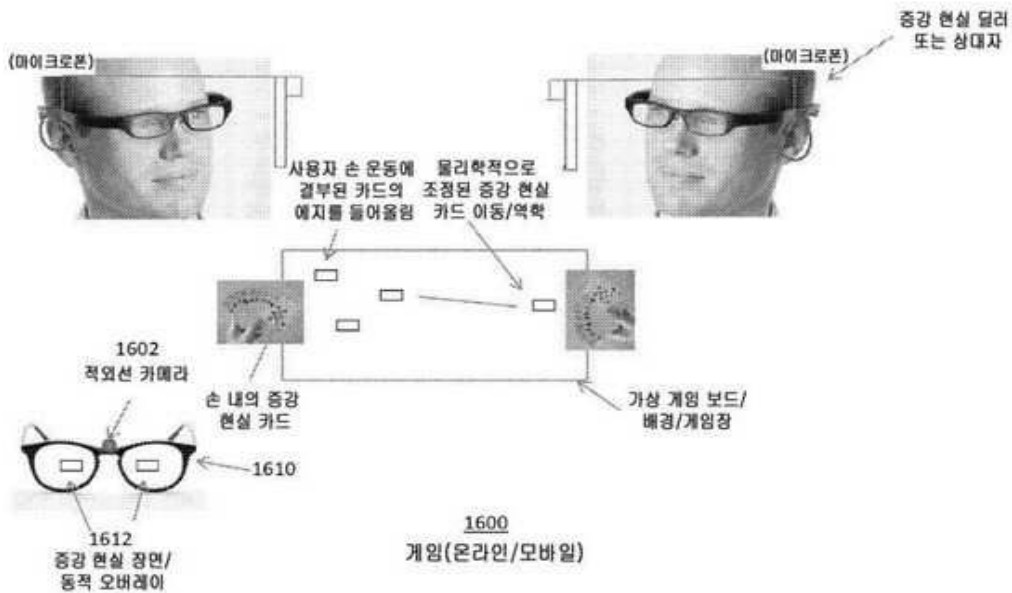 증강 현실 딜러
또는 상대자
(마이크로폰)
(마이크로폰)
사용자 손 운동에
결부된 카드의
에지를 들어올림
물리학적으로
조정된 증강 현실
카드 이동/역학
1602
적외선 카메라
손 내의 증강
현실 카드
가상 게임 보드/
배경/게임장
1610
1612
증강 현실 장면/
동적 오버레이
1600
게임(온라인/모바일)